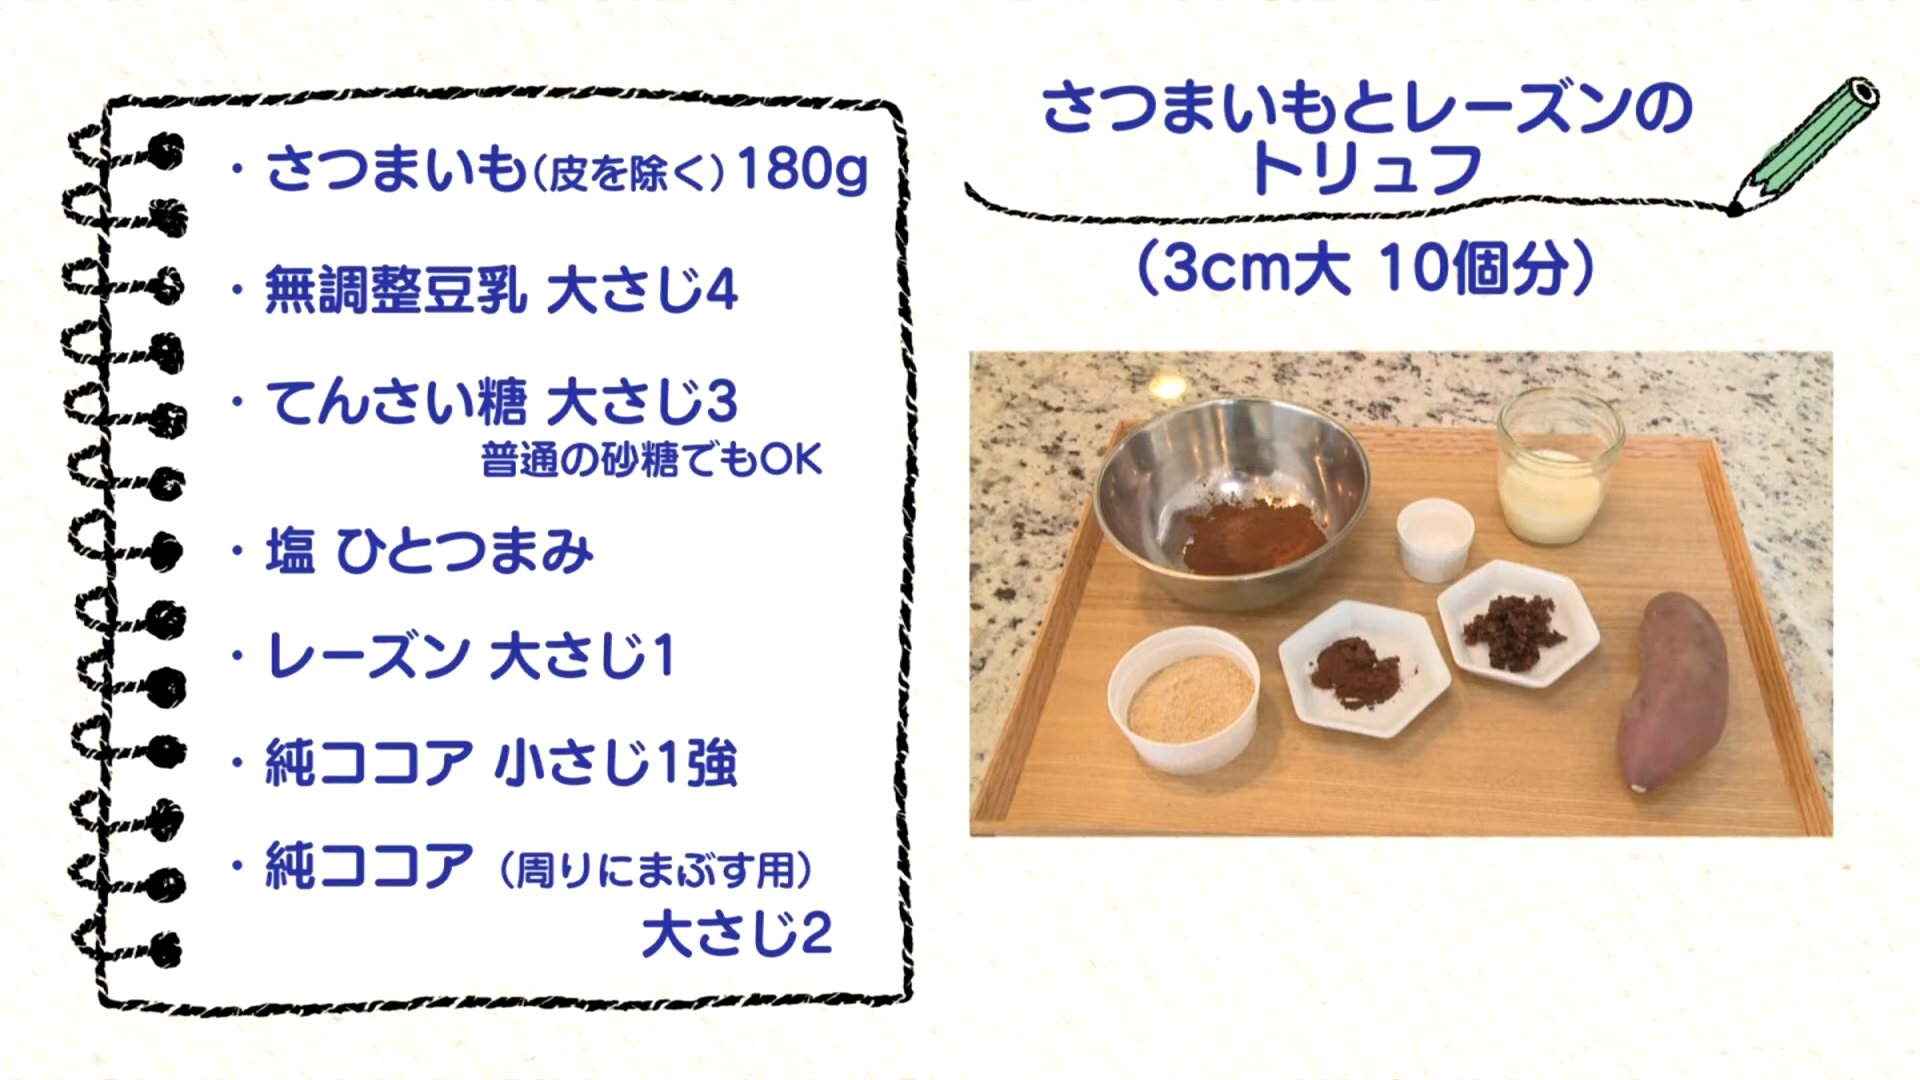 さつまいもとレーズンの
トリュフ
（3cm大 10個分）
・さつまいも（皮を除く）180g
・無調整豆乳 大さじ4
・てんさい糖 大さじ3
普通の砂糖でもOK
・塩 ひとつまみ
・レーズン 大さじ1
・純ココア 小さじ1強
・純ココア（周りにまぶす用）
大さじ2